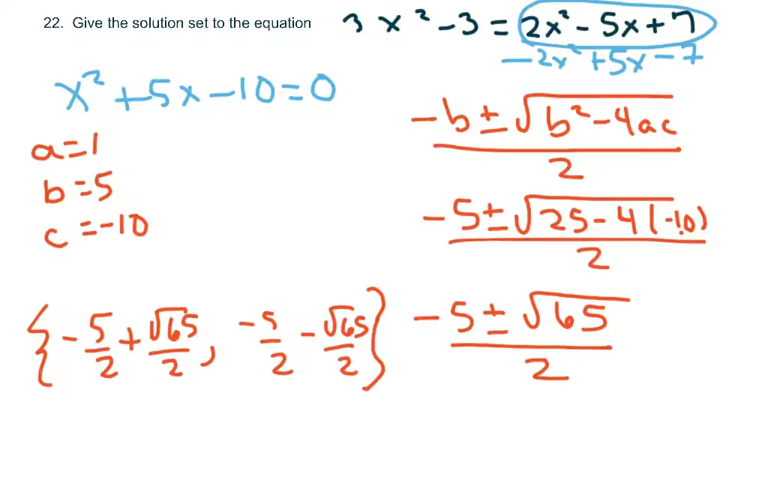 22. Give the solution set to the equation 3x² - 3 = 2x² - 5x + 7
-2x² + 5x - 7
x² + 5x - 10 = 0
a = 1
b = 5
c = -10
-b ± √b² - 4ac
2
-5 ± √25 - 4(-10)
2
-5 ± √65
2
{ - 5/2 + √65/2 , -5/2 - √65/2 }